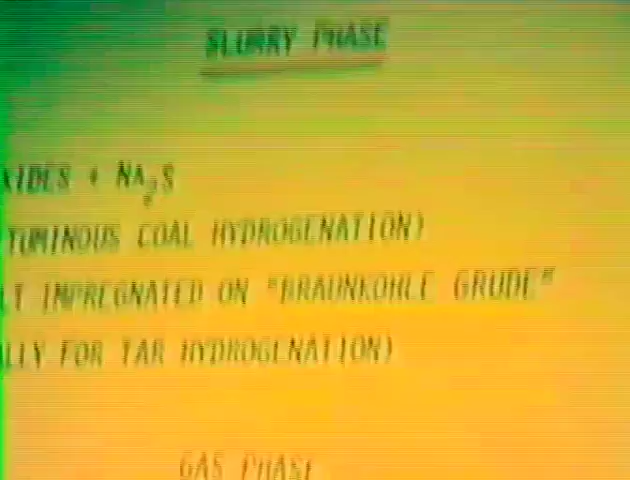 SLURRY PHASE
XIDES + NA₂S
TUMINOUS COAL HYDROGENATION)
LT IMPREGNATED ON "BRAUNKOHLE GRUDE"
ALLY FOR TAR HYDROGENATION)
GAS PHASE